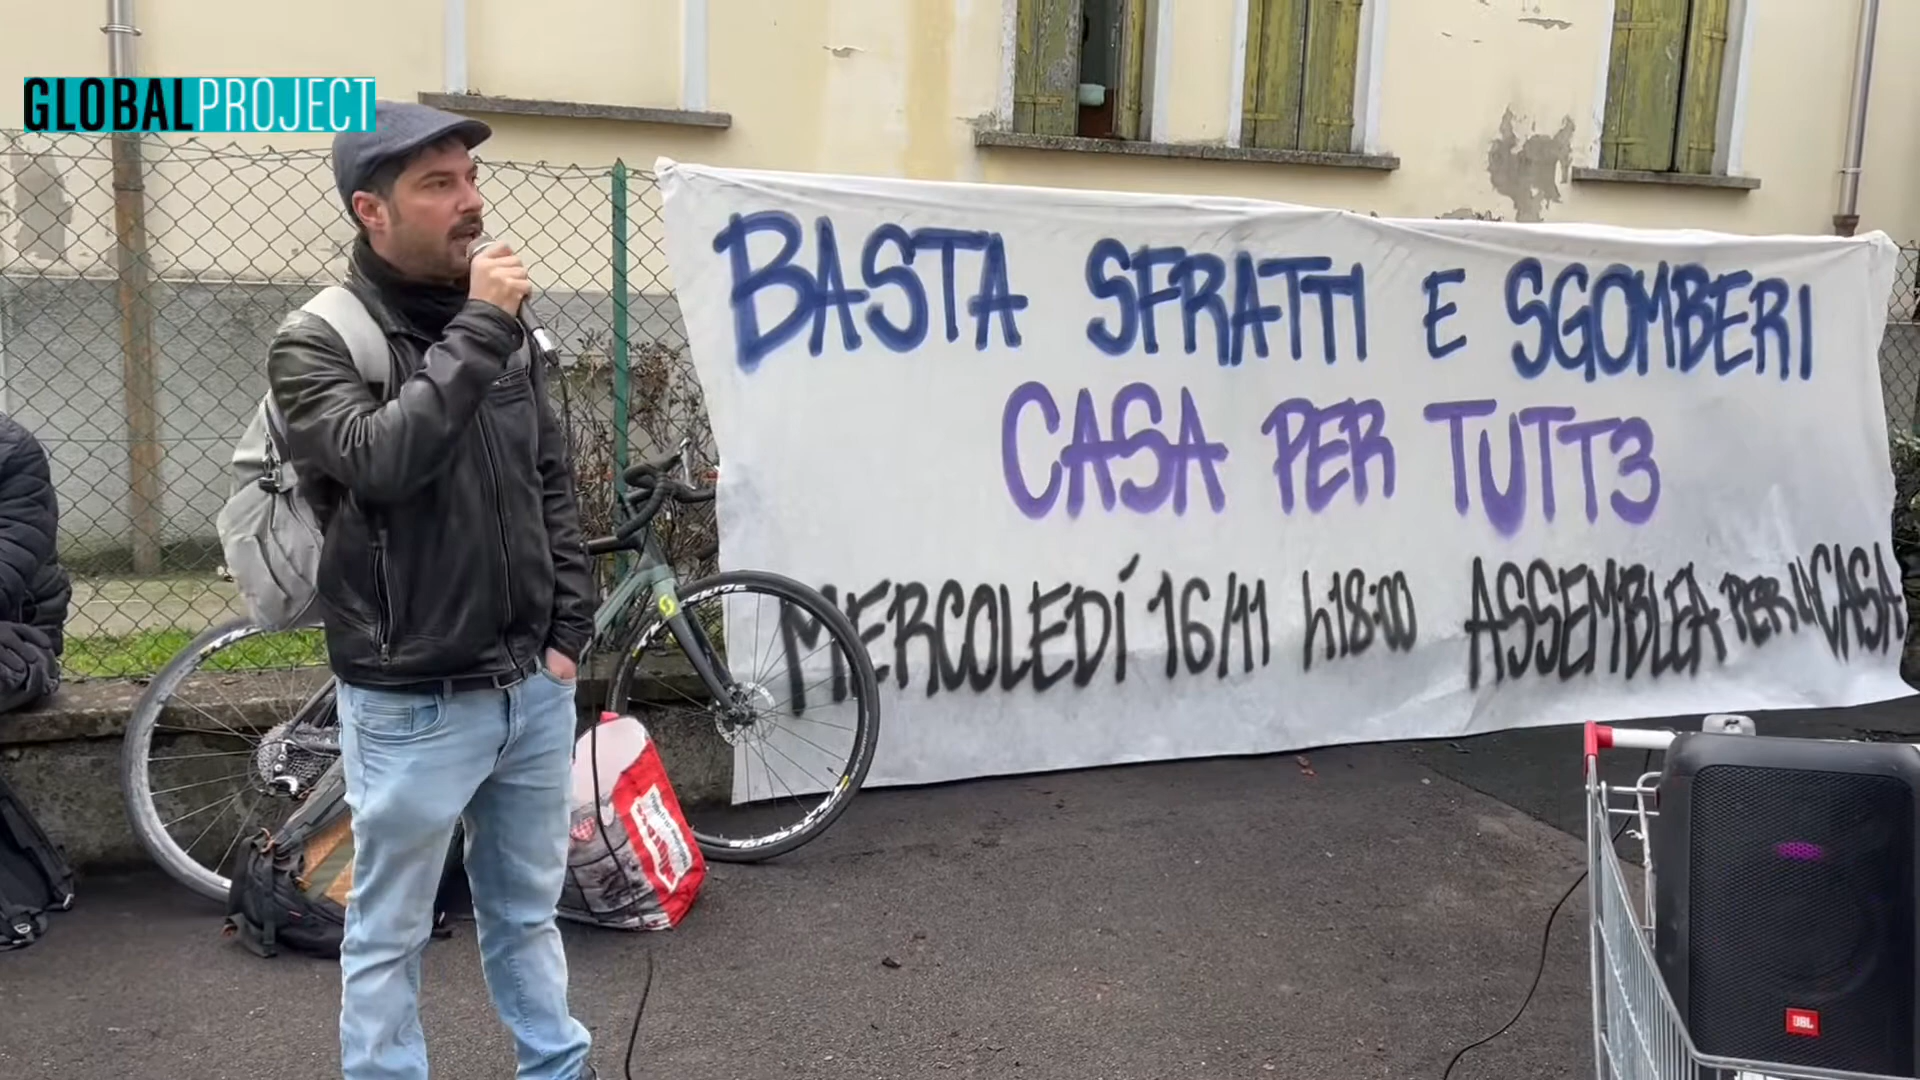 GLOBALPROJECT
BASTA SFRATTI E SGOMBERI
CASA PER TUTT3
MERCOLEDÍ 16/11 h18:00 ASSEMBLEA PER LA CASA
JBL